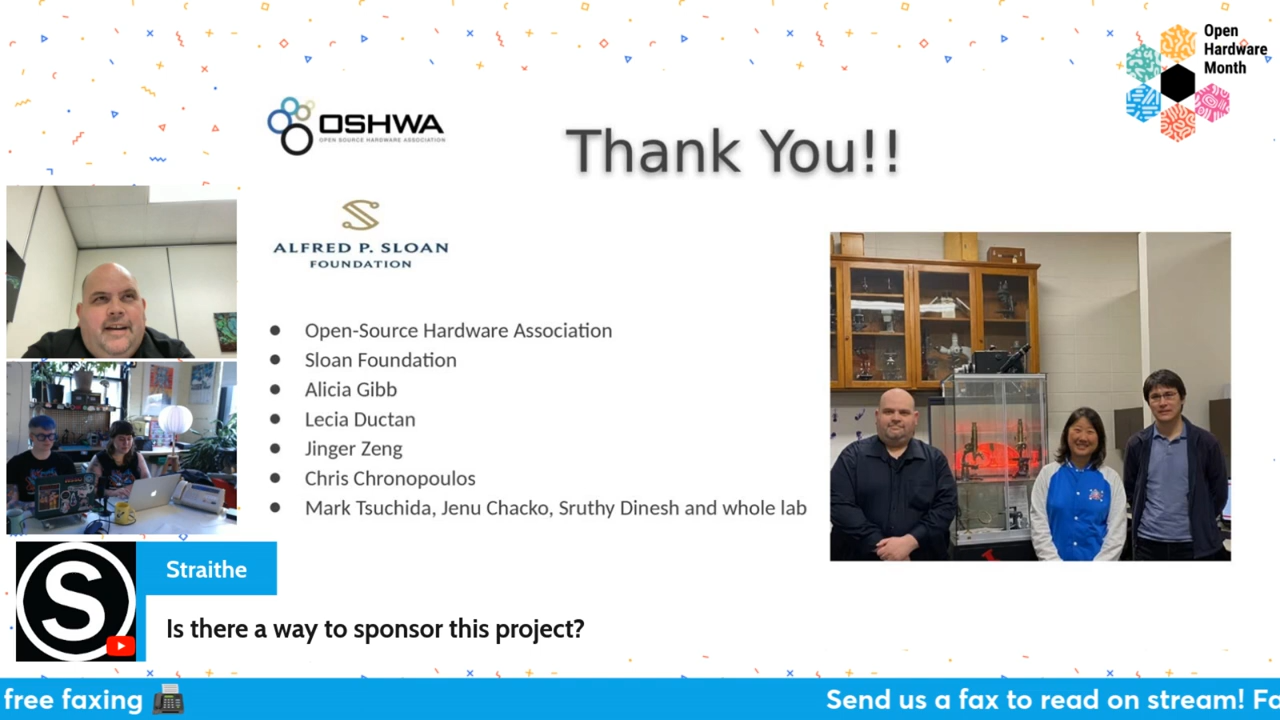 Open
Hardware
Month
OSHWA
OPEN SOURCE HARDWARE ASSOCIATION
Thank You!!
ALFRED P. SLOAN
FOUNDATION
● Open-Source Hardware Association
● Sloan Foundation
● Alicia Gibb
● Lecia Ductan
● Jinger Zeng
● Chris Chronopoulos
● Mark Tsuchida, Jenu Chacko, Sruthy Dinesh and whole lab
S
Straithe
Is there a way to sponsor this project?
free faxing 📠 Send us a fax to read on stream! Fa